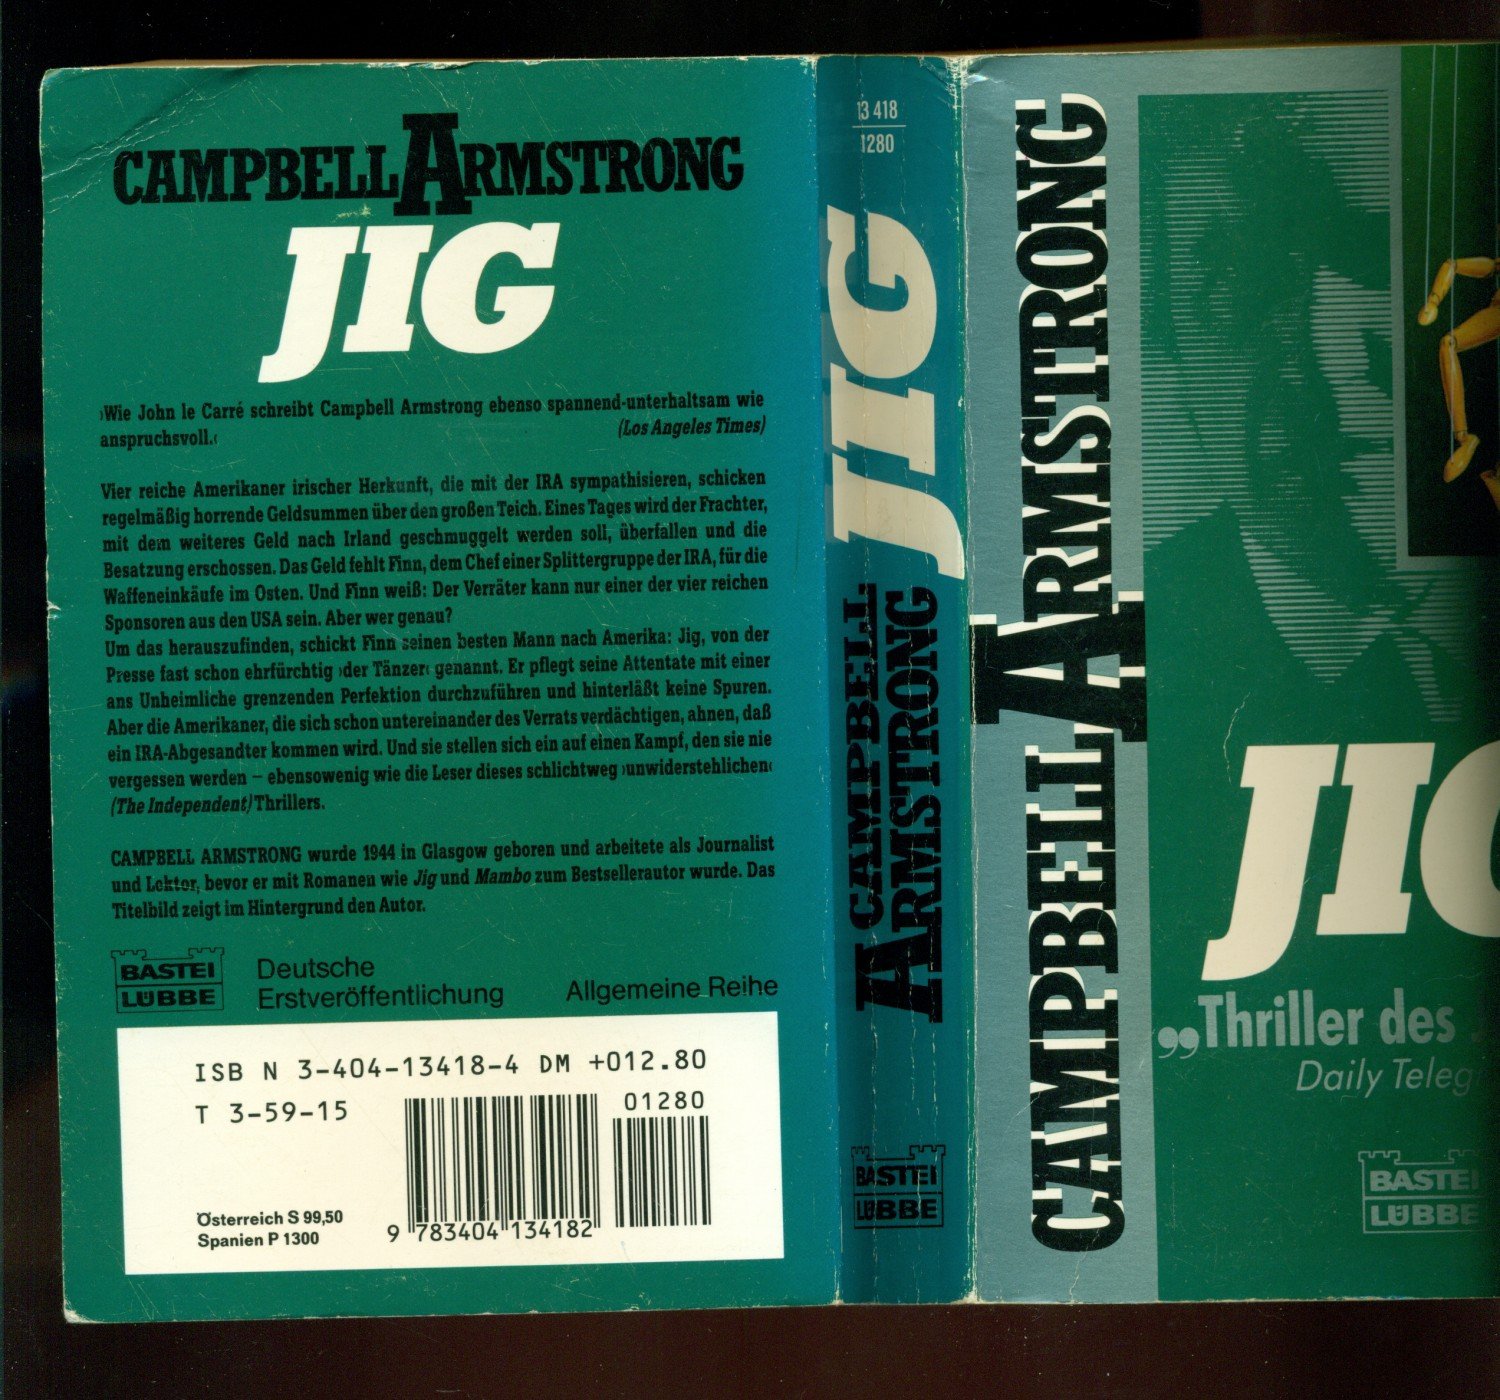 CAMPBELL ARMSTRONG
JIG
›Wie John le Carré schreibt Campbell Armstrong ebenso spannend-unterhaltsam wie
anspruchsvoll.‹ (Los Angeles Times)
Vier reiche Amerikaner irischer Herkunft, die mit der IRA sympathisieren, schicken
regelmäßig horrende Geldsummen über den großen Teich. Eines Tages wird der Frachter,
mit dem weiteres Geld nach Irland geschmuggelt werden soll, überfallen und die
Besatzung erschossen. Das Geld fehlt Finn, dem Chef einer Splittergruppe der IRA, für die
Waffeneinkäufe im Osten. Und Finn weiß: Der Verräter kann nur einer der vier reichen
Sponsoren aus den USA sein. Aber wer genau?
Um das herauszufinden, schickt Finn seinen besten Mann nach Amerika: Jig, von der
Presse fast schon ehrfürchtig ›der Tänzer‹ genannt. Er pflegt seine Attentate mit einer
ans Unheimliche grenzenden Perfektion durchzuführen und hinterläßt keine Spuren.
Aber die Amerikaner, die sich schon untereinander des Verrats verdächtigen, ahnen, daß
ein IRA-Abgesandter kommen wird. Und sie stellen sich ein auf einen Kampf, den sie nie
vergessen werden – ebensowenig wie die Leser dieses schlichtweg ›unwiderstehlichen‹
(The Independent) Thrillers.
CAMPBELL ARMSTRONG wurde 1944 in Glasgow geboren und arbeitete als Journalist
und Lektor, bevor er mit Romanen wie Jig und Mambo zum Bestsellerautor wurde. Das
Titelbild zeigt im Hintergrund den Autor.
BASTEI
LÜBBE
Deutsche
Erstveröffentlichung
Allgemeine Reihe
ISB N 3-404-13418-4 DM +012.80
T 3-59-15
01280
Österreich S 99,50
Spanien P 1300
9 783404 134182
13 418
1280
JIG
CAMPBELL
ARMSTRONG
BASTEI
LÜBBE
CAMPBELL ARMSTRONG
JIG
„Thriller des
Daily Teleg
BASTEI
LÜBBE